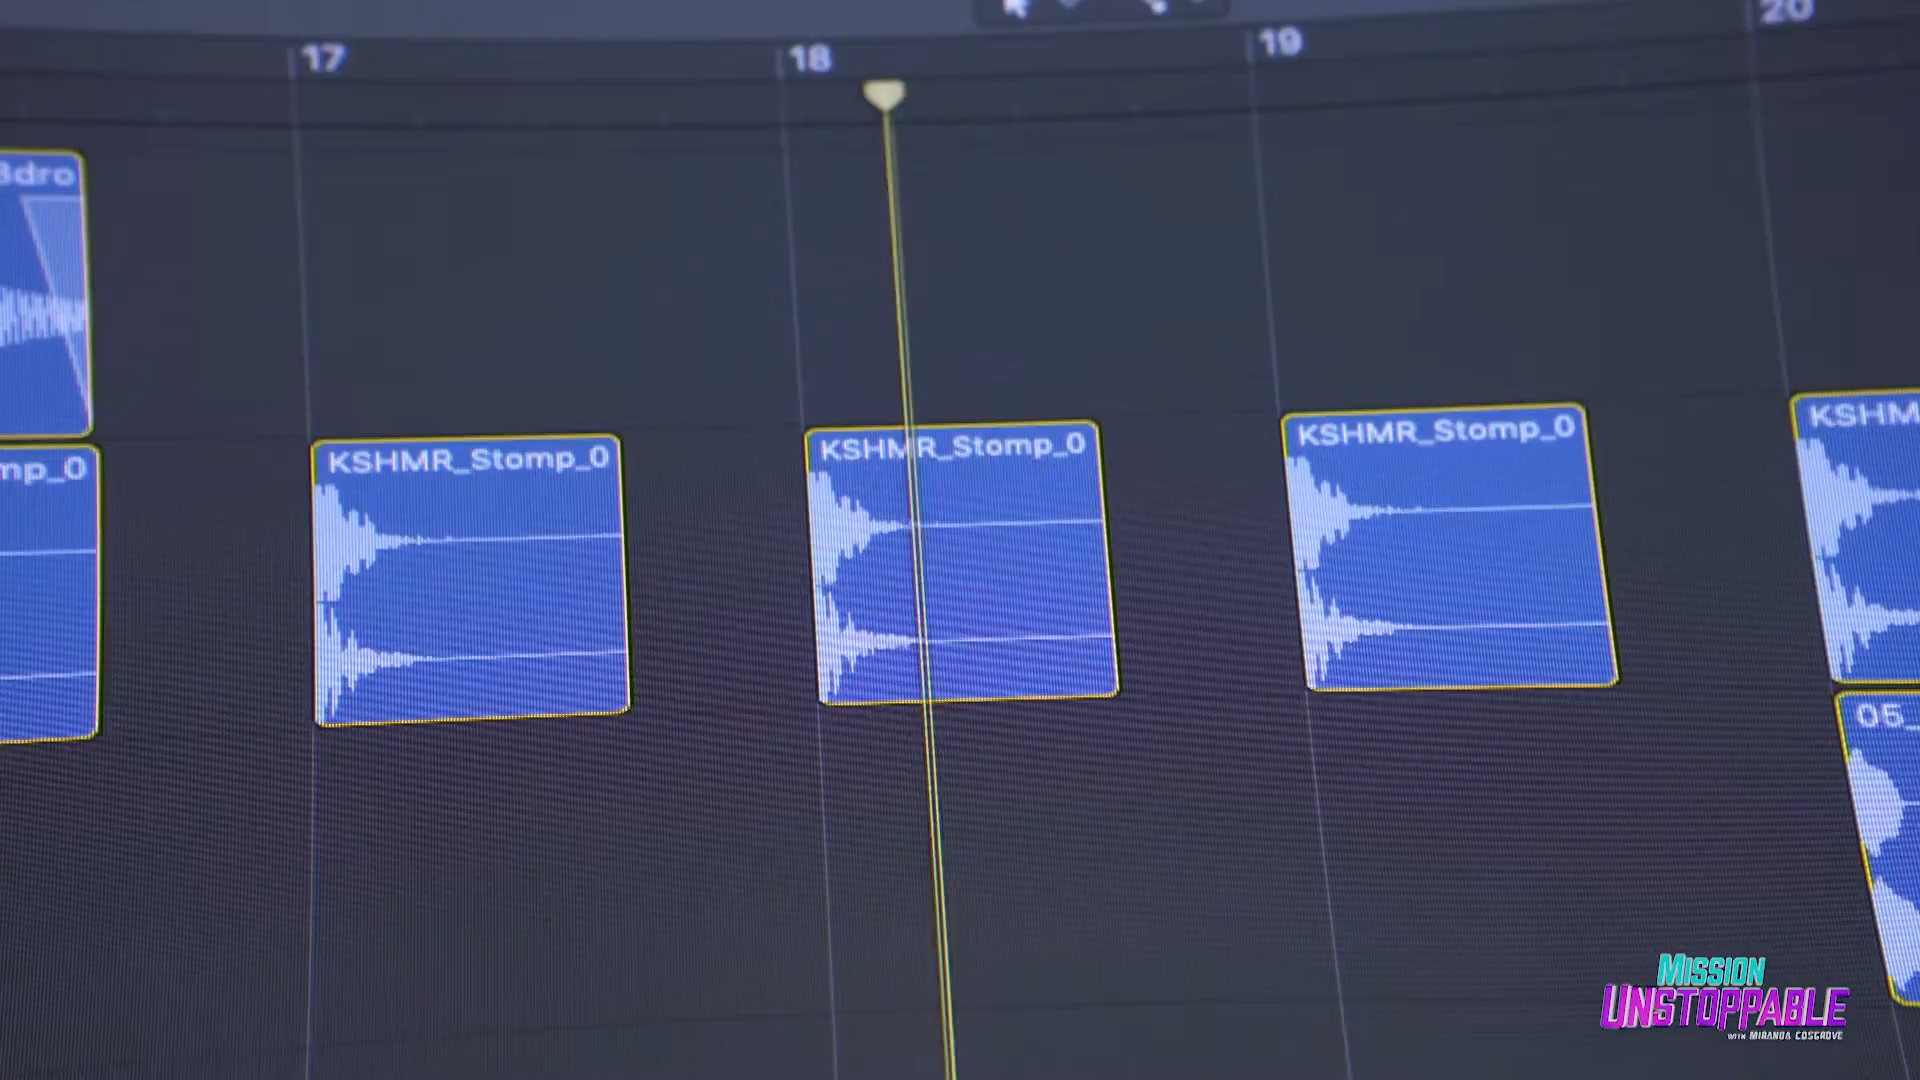 17 18 19 20
3dro
mp_0
KSHMR_Stomp_0
KSHMR_Stomp_0
KSHMR_Stomp_0
KSHM
05_
MISSION
UNSTOPPABLE
WITH MIRANDA COSGROVE